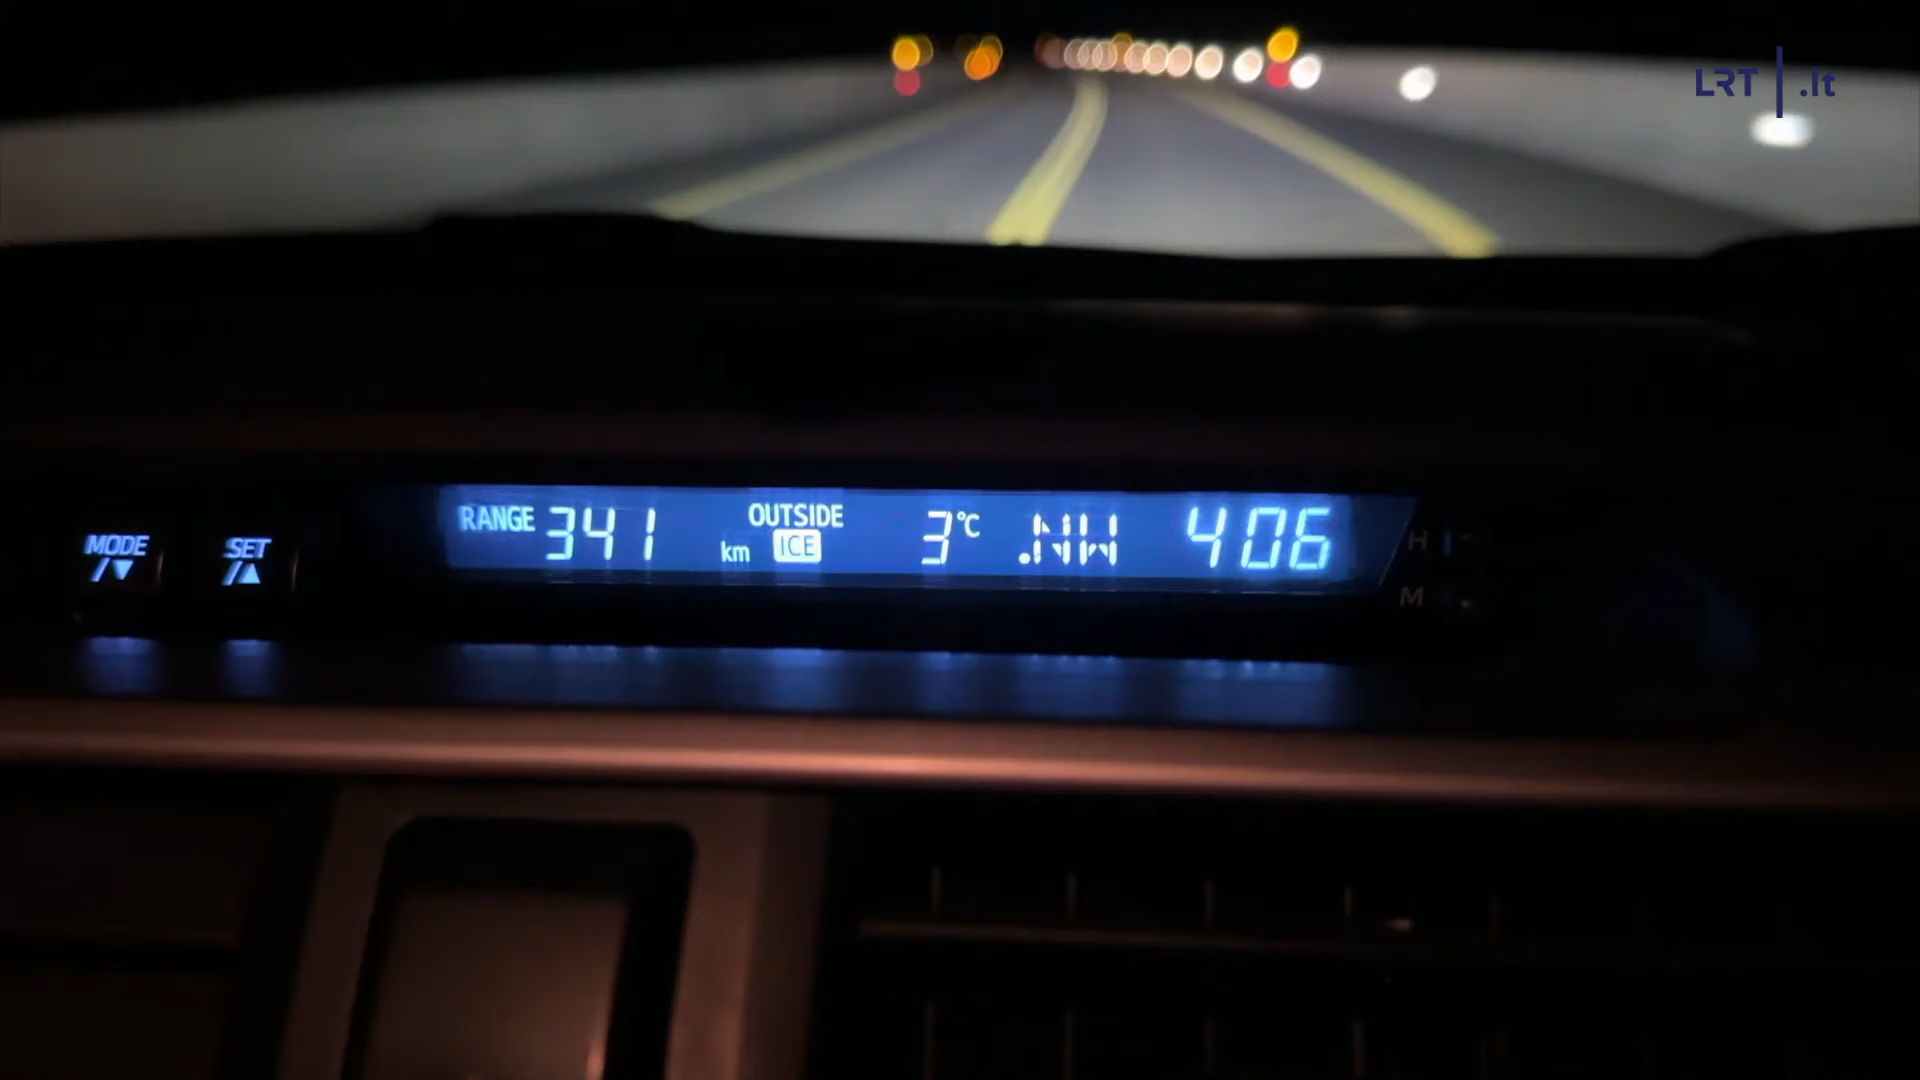 LRT | .lt
RANGE 341 km OUTSIDE ICE 3°C .NW 406
MODE/▼ SET/▲
H
M